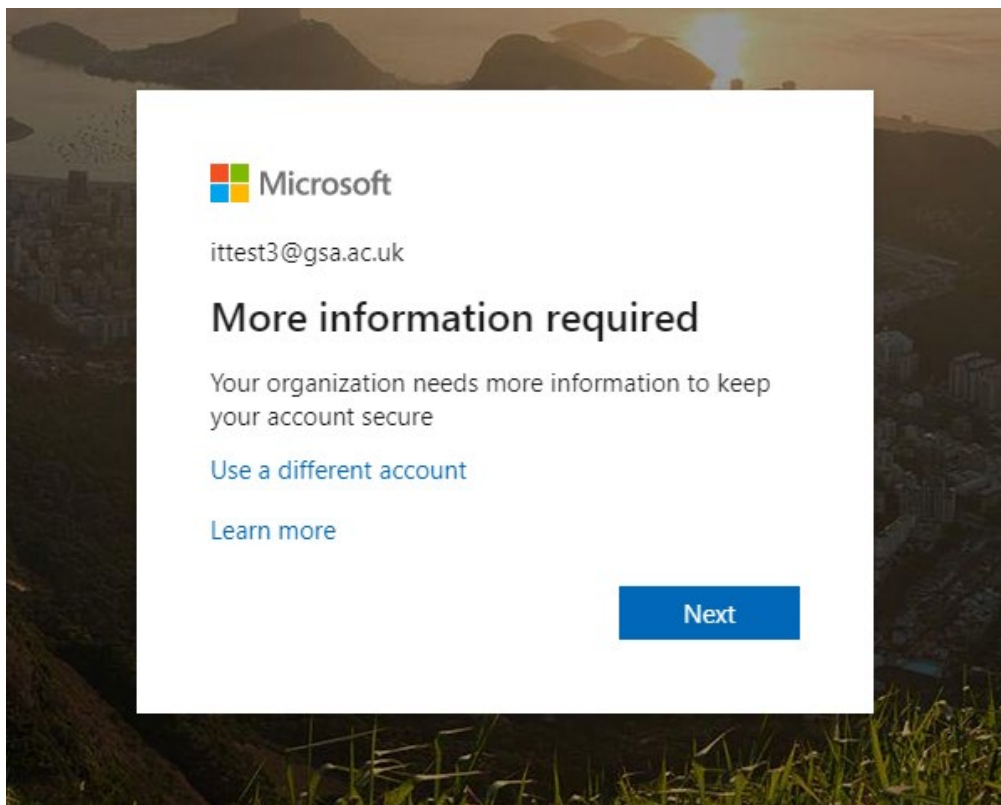 Microsoft
ittest3@gsa.ac.uk
More information required
Your organization needs more information to keep
your account secure
Use a different account
Learn more
Next